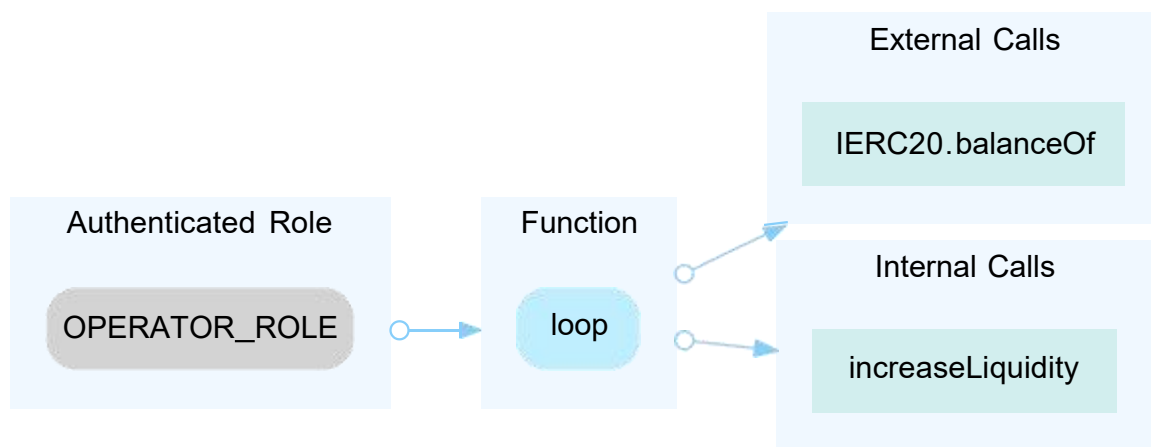 External Calls
IERC20.balanceOf
Authenticated Role
OPERATOR_ROLE
Function
loop
Internal Calls
increaseLiquidity